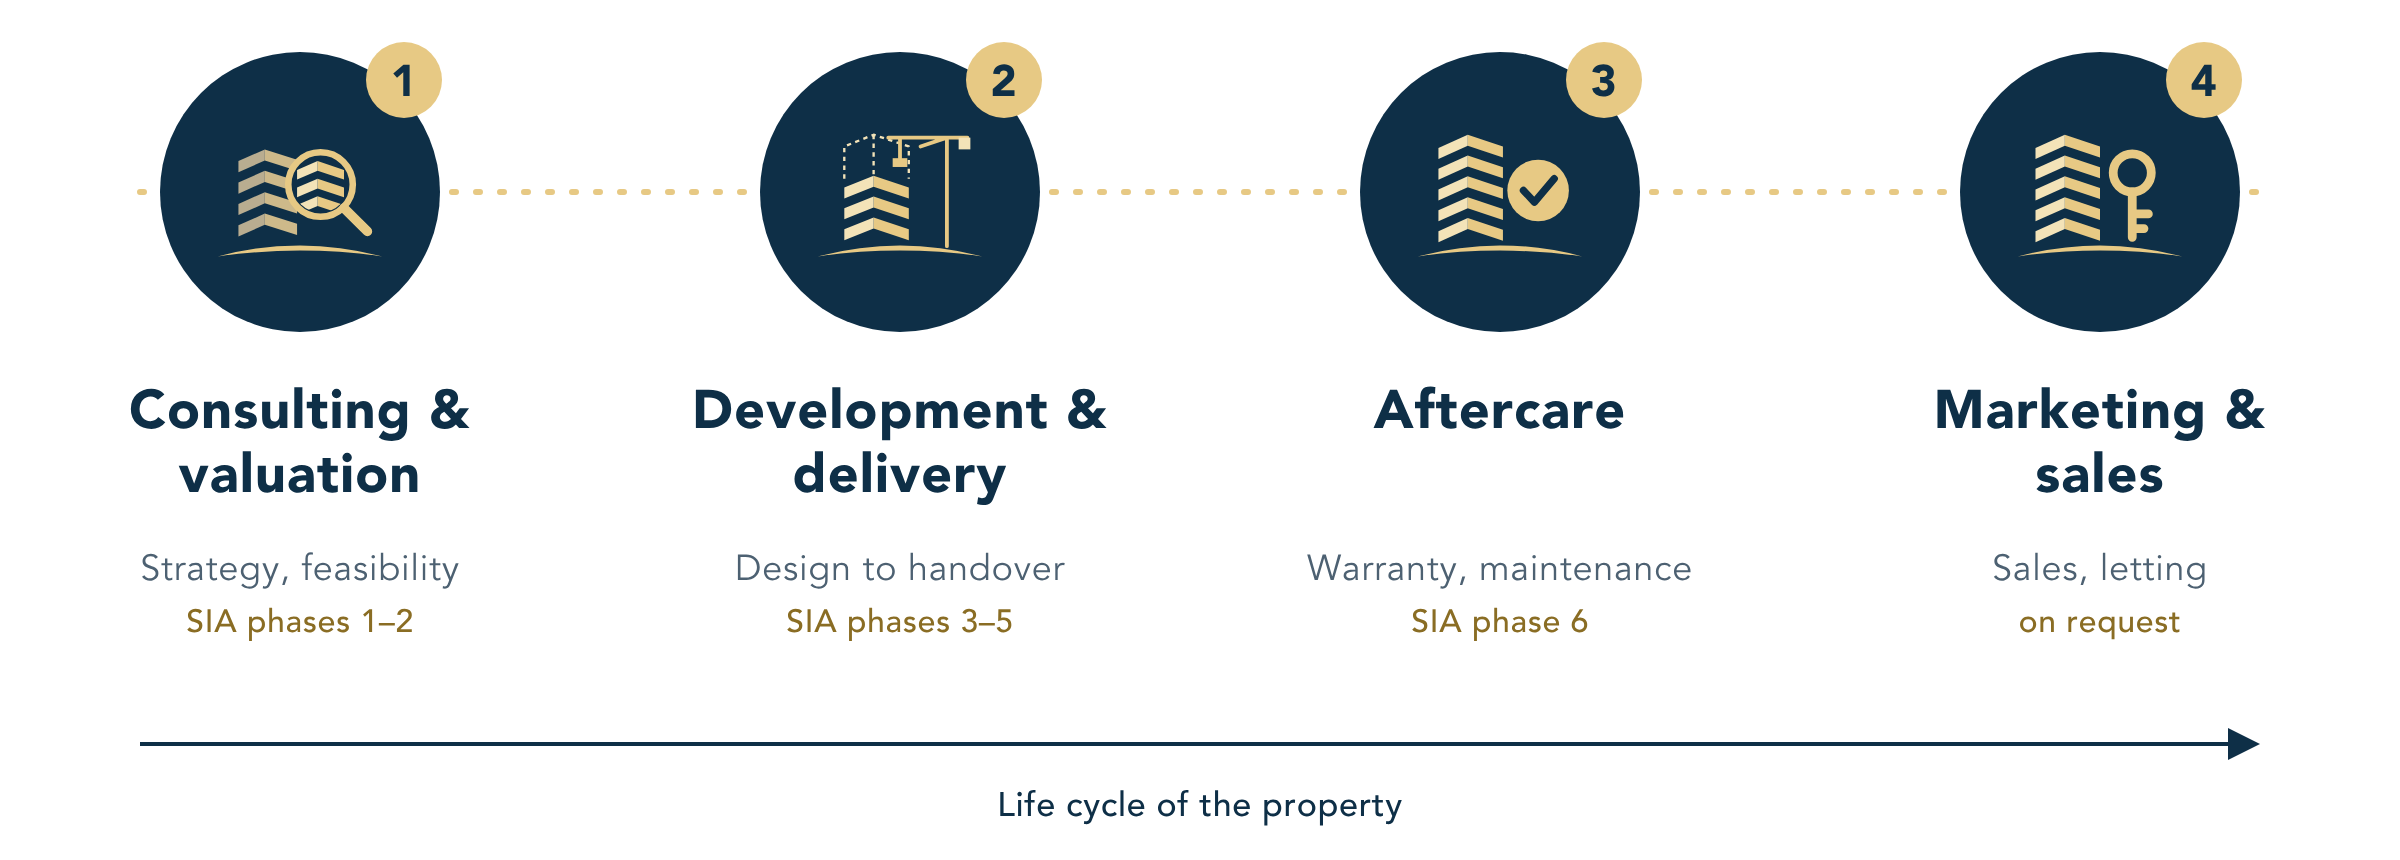 1
2
3
4
Consulting &
valuation
Development &
delivery
Aftercare
Marketing &
sales
Strategy, feasibility
SIA phases 1–2
Design to handover
SIA phases 3–5
Warranty, maintenance
SIA phase 6
Sales, letting
on request
Life cycle of the property